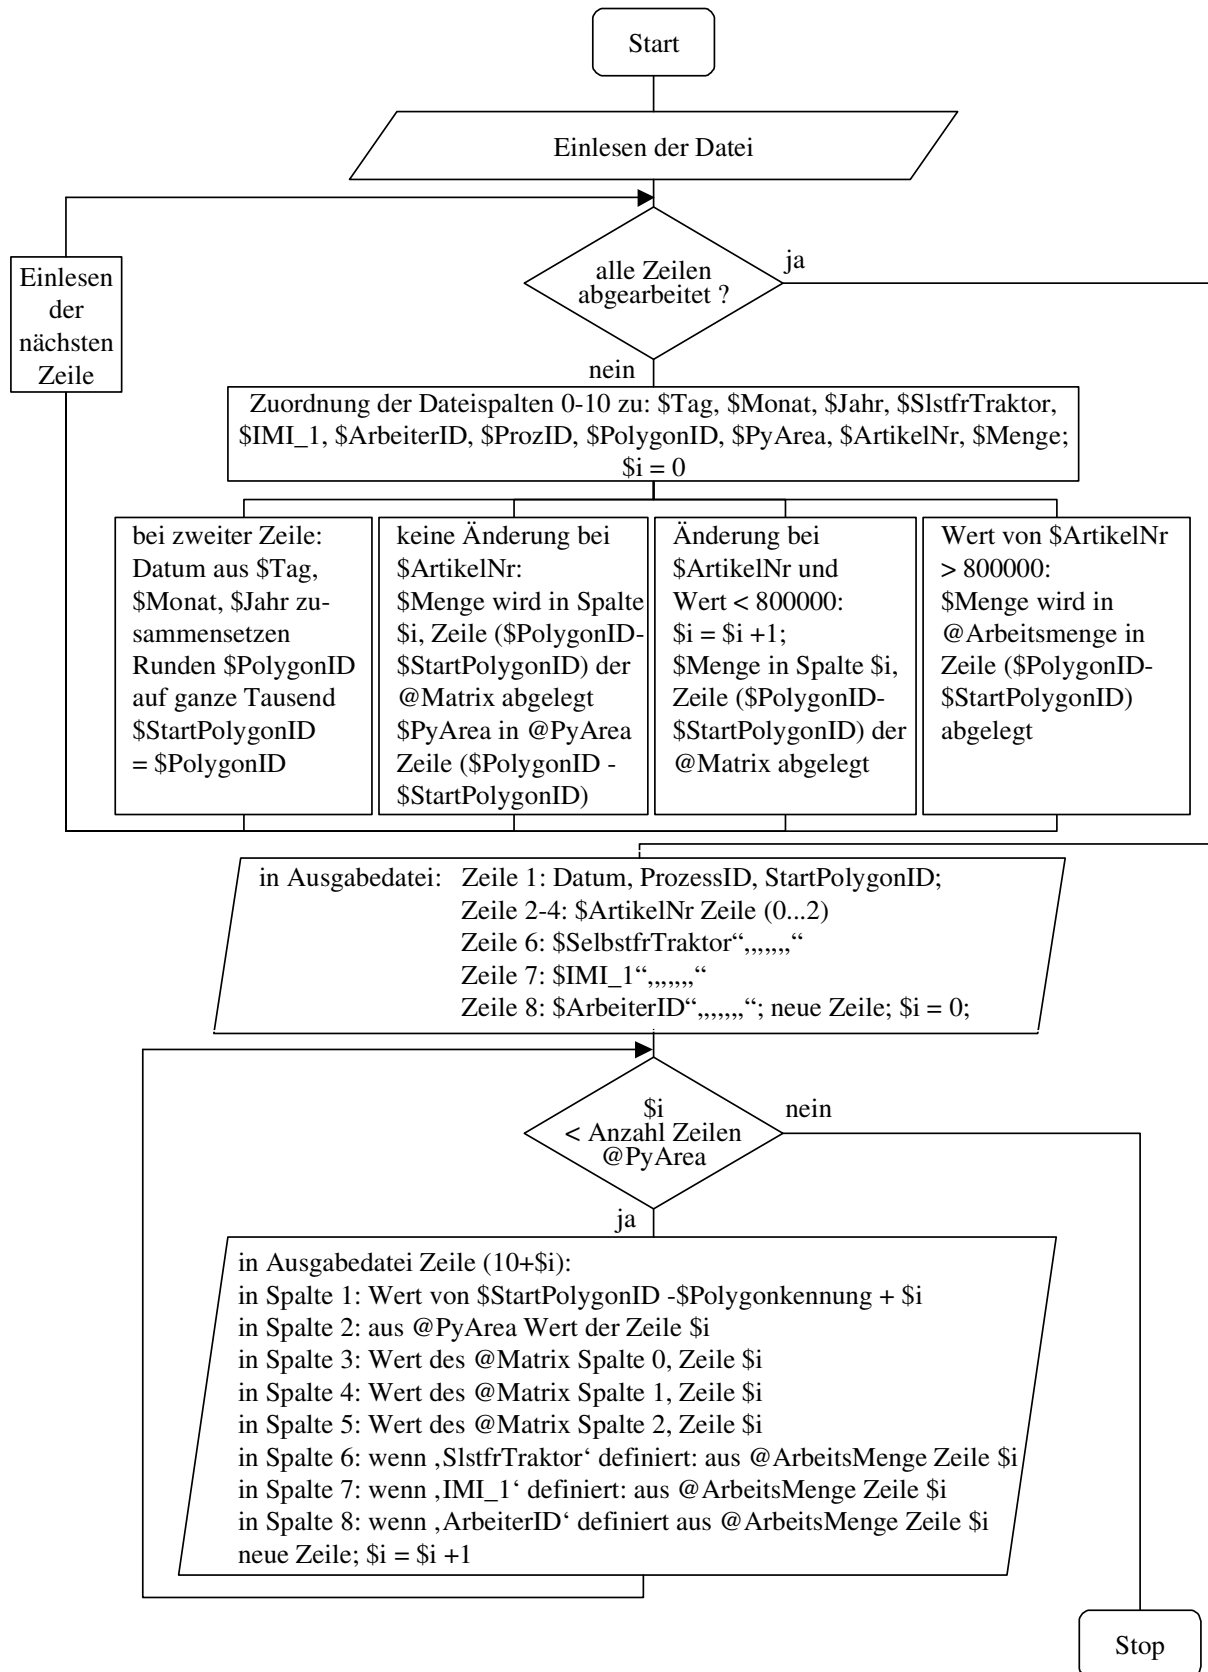 Start
Einlesen der Datei
alle Zeilen
abgearbeitet ?
ja
Einlesen
der
nächsten
Zeile
nein
Zuordnung der Dateispalten 0-10 zu: $Tag, $Monat, $Jahr, $SlstfrTraktor,
$IMI_1, $ArbeiterID, $ProzID, $PolygonID, $PyArea, $ArtikelNr, $Menge;
$i = 0
bei zweiter Zeile:
Datum aus $Tag,
$Monat, $Jahr zu-
sammensetzen
Runden $PolygonID
auf ganze Tausend
$StartPolygonID
= $PolygonID
keine Änderung bei
$ArtikelNr:
$Menge wird in Spalte
$i, Zeile ($PolygonID-
$StartPolygonID) der
@Matrix abgelegt
$PyArea in @PyArea
Zeile ($PolygonID -
$StartPolygonID)
Änderung bei
$ArtikelNr und
Wert < 800000:
$i = $i +1;
$Menge in Spalte $i,
Zeile ($PolygonID-
$StartPolygonID) der
@Matrix abgelegt
Wert von $ArtikelNr
> 800000:
$Menge wird in
@Arbeitsmenge in
Zeile ($PolygonID-
$StartPolygonID)
abgelegt
in Ausgabedatei: Zeile 1: Datum, ProzessID, StartPolygonID;
Zeile 2-4: $ArtikelNr Zeile (0...2)
Zeile 6: $SelbstfrTraktor“,,,,,,,“
Zeile 7: $IMI_1“,,,,,,,“
Zeile 8: $ArbeiterID“,,,,,,,“; neue Zeile; $i = 0;
$i
< Anzahl Zeilen
@PyArea
nein
ja
in Ausgabedatei Zeile (10+$i):
in Spalte 1: Wert von $StartPolygonID -$Polygonkennung + $i
in Spalte 2: aus @PyArea Wert der Zeile $i
in Spalte 3: Wert des @Matrix Spalte 0, Zeile $i
in Spalte 4: Wert des @Matrix Spalte 1, Zeile $i
in Spalte 5: Wert des @Matrix Spalte 2, Zeile $i
in Spalte 6: wenn ‚SlstfrTraktor‘ definiert: aus @ArbeitsMenge Zeile $i
in Spalte 7: wenn ‚IMI_1‘ definiert: aus @ArbeitsMenge Zeile $i
in Spalte 8: wenn ‚ArbeiterID‘ definiert aus @ArbeitsMenge Zeile $i
neue Zeile; $i = $i +1
Stop